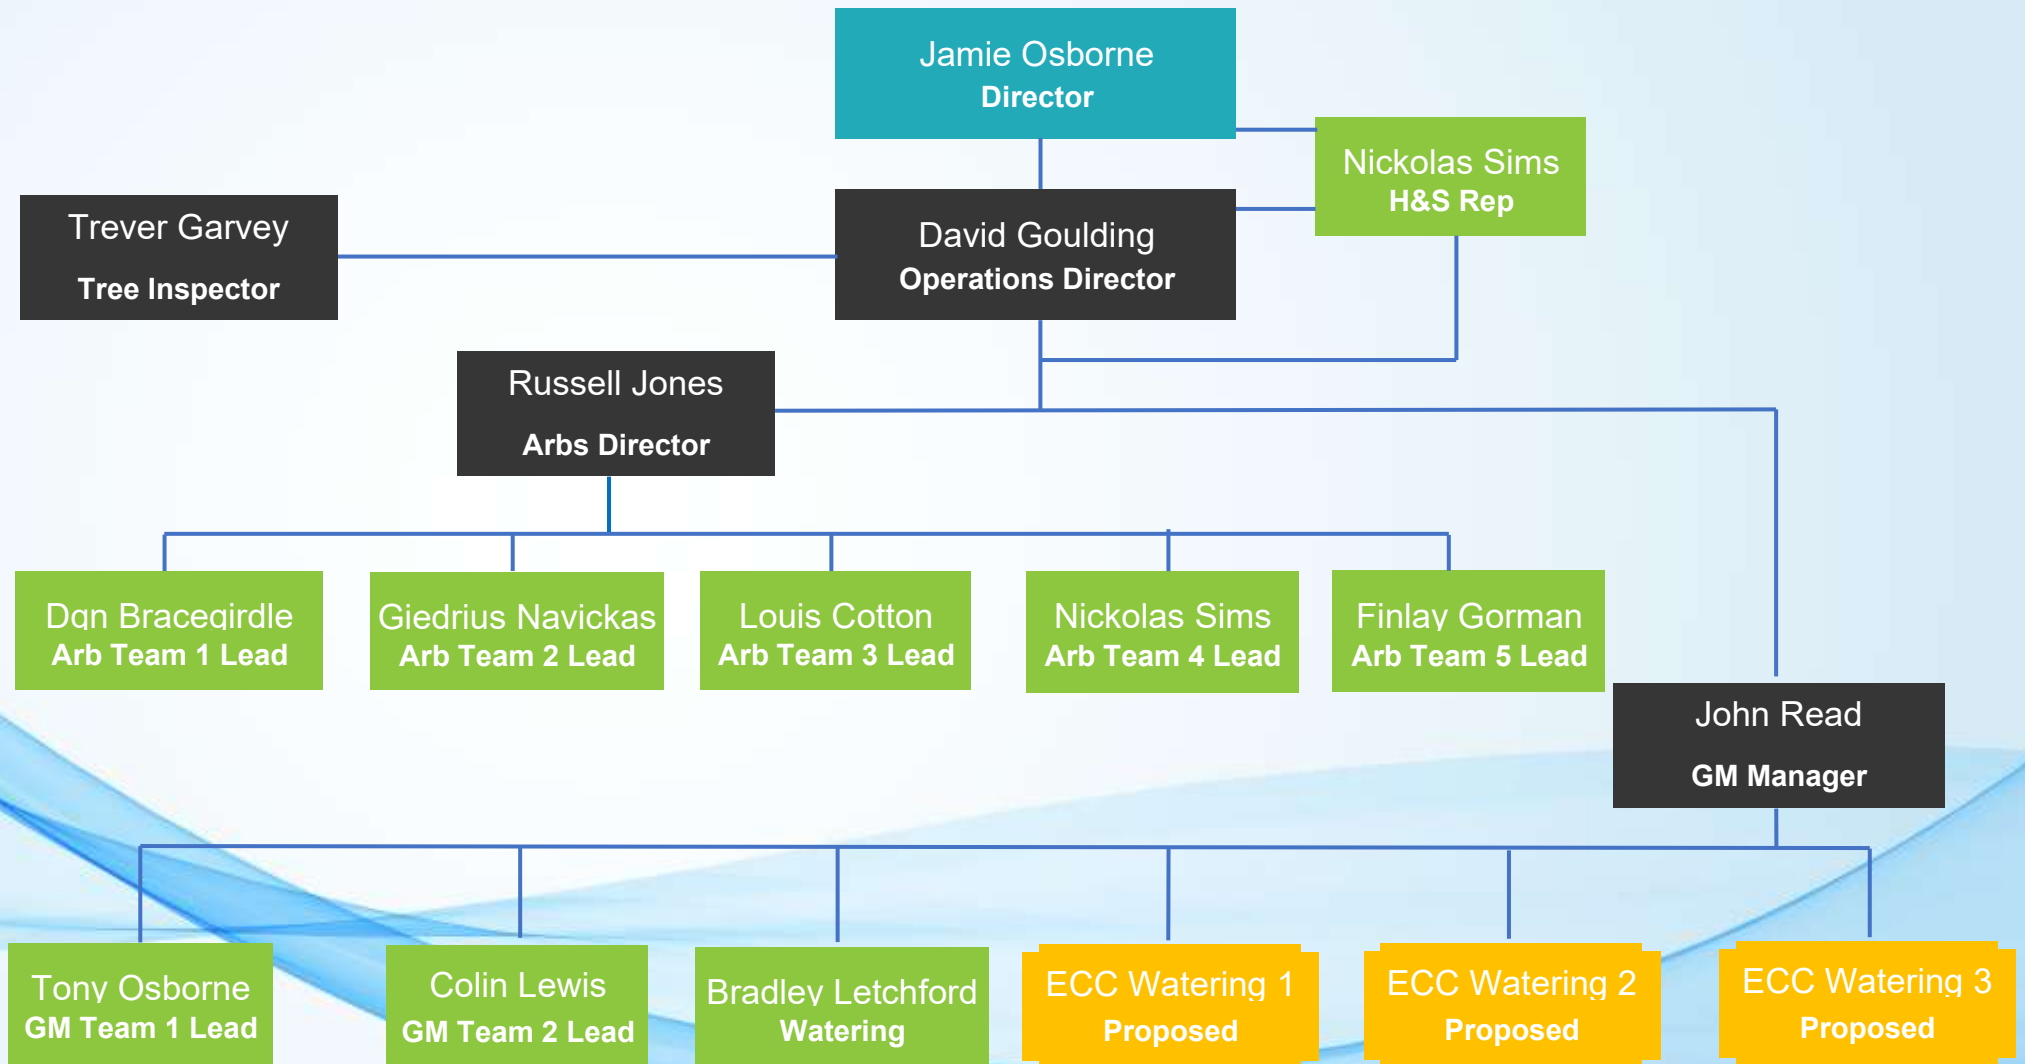 Jamie Osborne
Director
Nickolas Sims
H&S Rep
Trever Garvey
Tree Inspector
David Goulding
Operations Director
Russell Jones
Arbs Director
Dqn Bracegirdle
Arb Team 1 Lead
Giedrius Navickas
Arb Team 2 Lead
Louis Cotton
Arb Team 3 Lead
Nickolas Sims
Arb Team 4 Lead
Finlay Gorman
Arb Team 5 Lead
John Read
GM Manager
Tony Osborne
GM Team 1 Lead
Colin Lewis
GM Team 2 Lead
Bradley Letchford
Watering
ECC Watering 1
Proposed
ECC Watering 2
Proposed
ECC Watering 3
Proposed